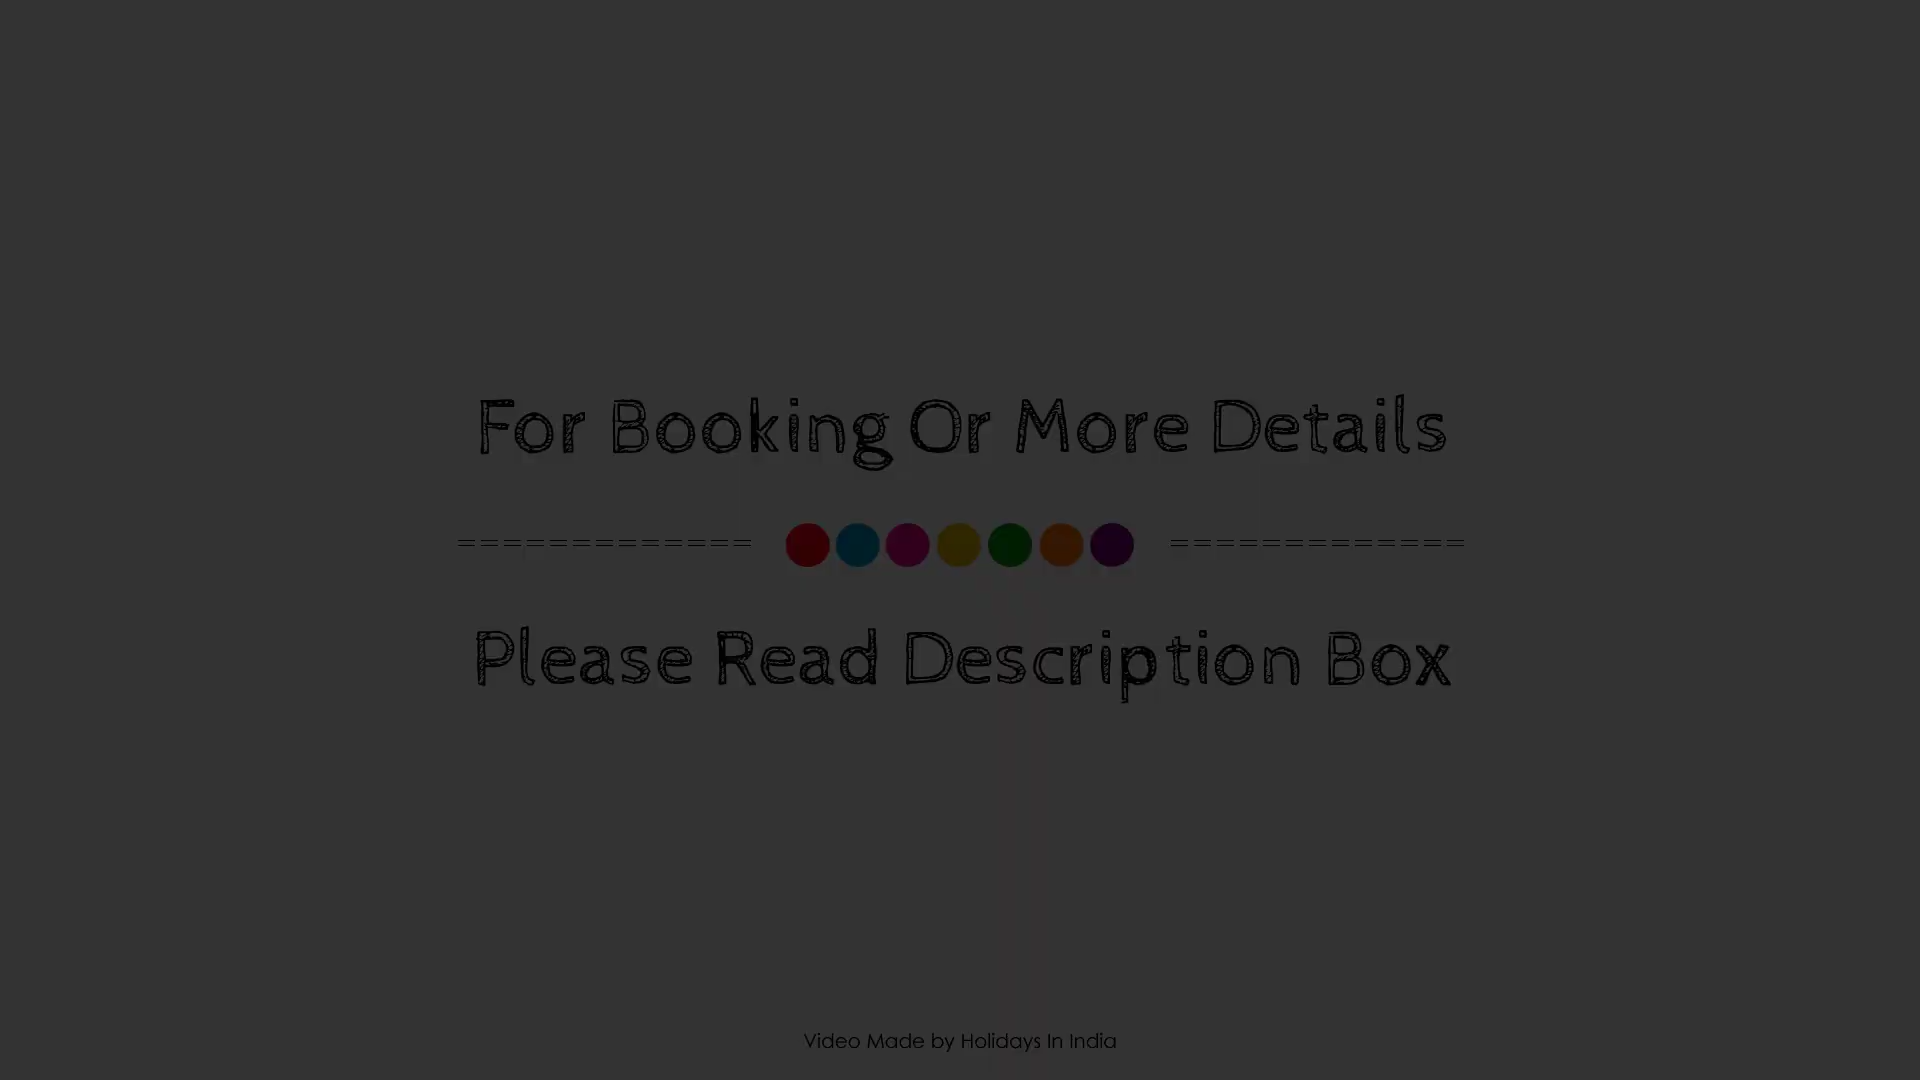 For Booking Or More Details
============= =============
Please Read Description Box
Video Made by Holidays In India